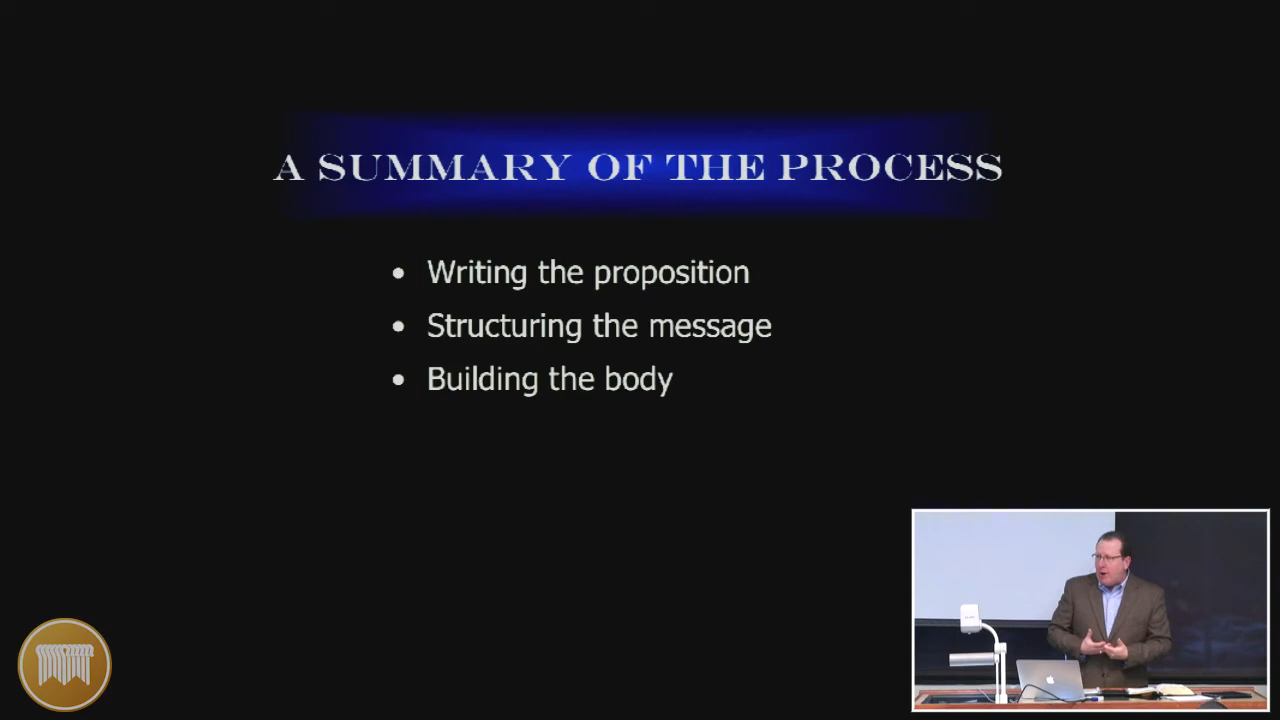 A SUMMARY OF THE PROCESS
• Writing the proposition
• Structuring the message
• Building the body